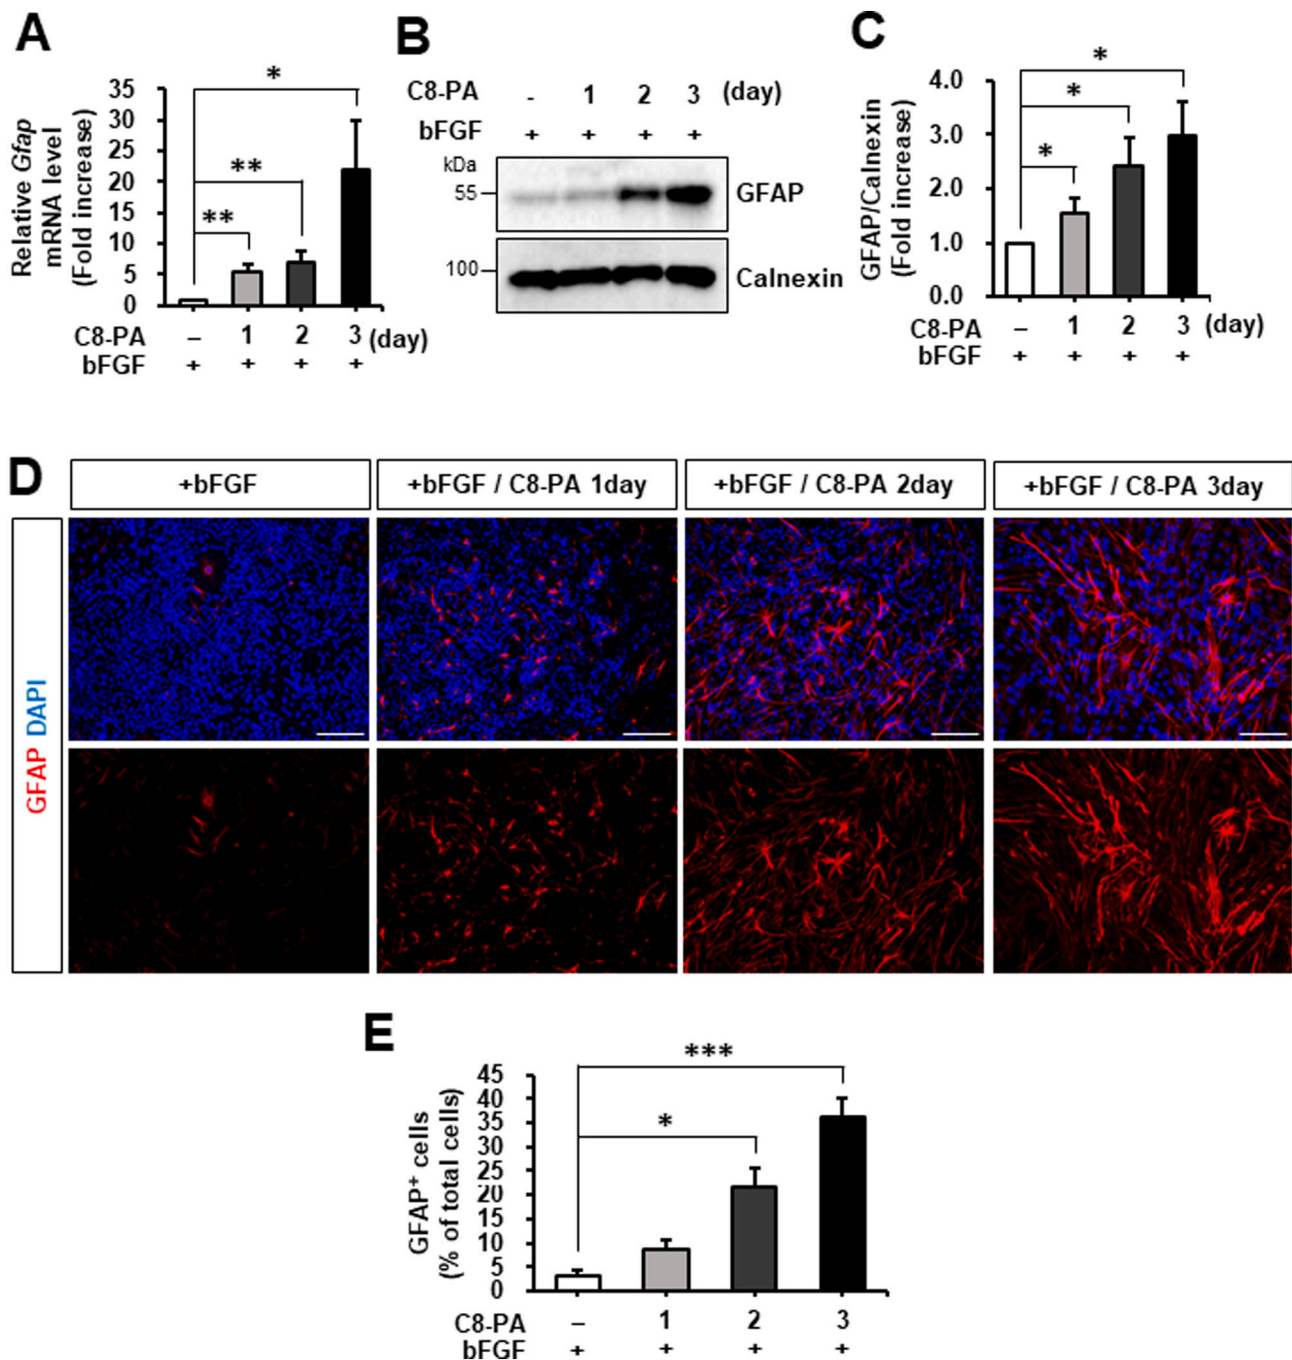 A
Relative Gfap
mRNA level
(Fold increase)
35
30
25
20
15
10
5
0
*
**
**
C8-PA – 1 2 3 (day)
bFGF + + + +
B
C8-PA - 1 2 3 (day)
bFGF + + + +
kDa
55
GFAP
100
Calnexin
C
GFAP/Calnexin
(Fold increase)
4.0
3.0
2.0
1.0
0.0
*
*
*
C8-PA – 1 2 3 (day)
bFGF + + + +
D
+bFGF
+bFGF / C8-PA 1day
+bFGF / C8-PA 2day
+bFGF / C8-PA 3day
GFAP DAPI
E
GFAP+ cells
(% of total cells)
45
40
35
30
25
20
15
10
5
0
***
*
C8-PA – 1 2 3
bFGF + + + +